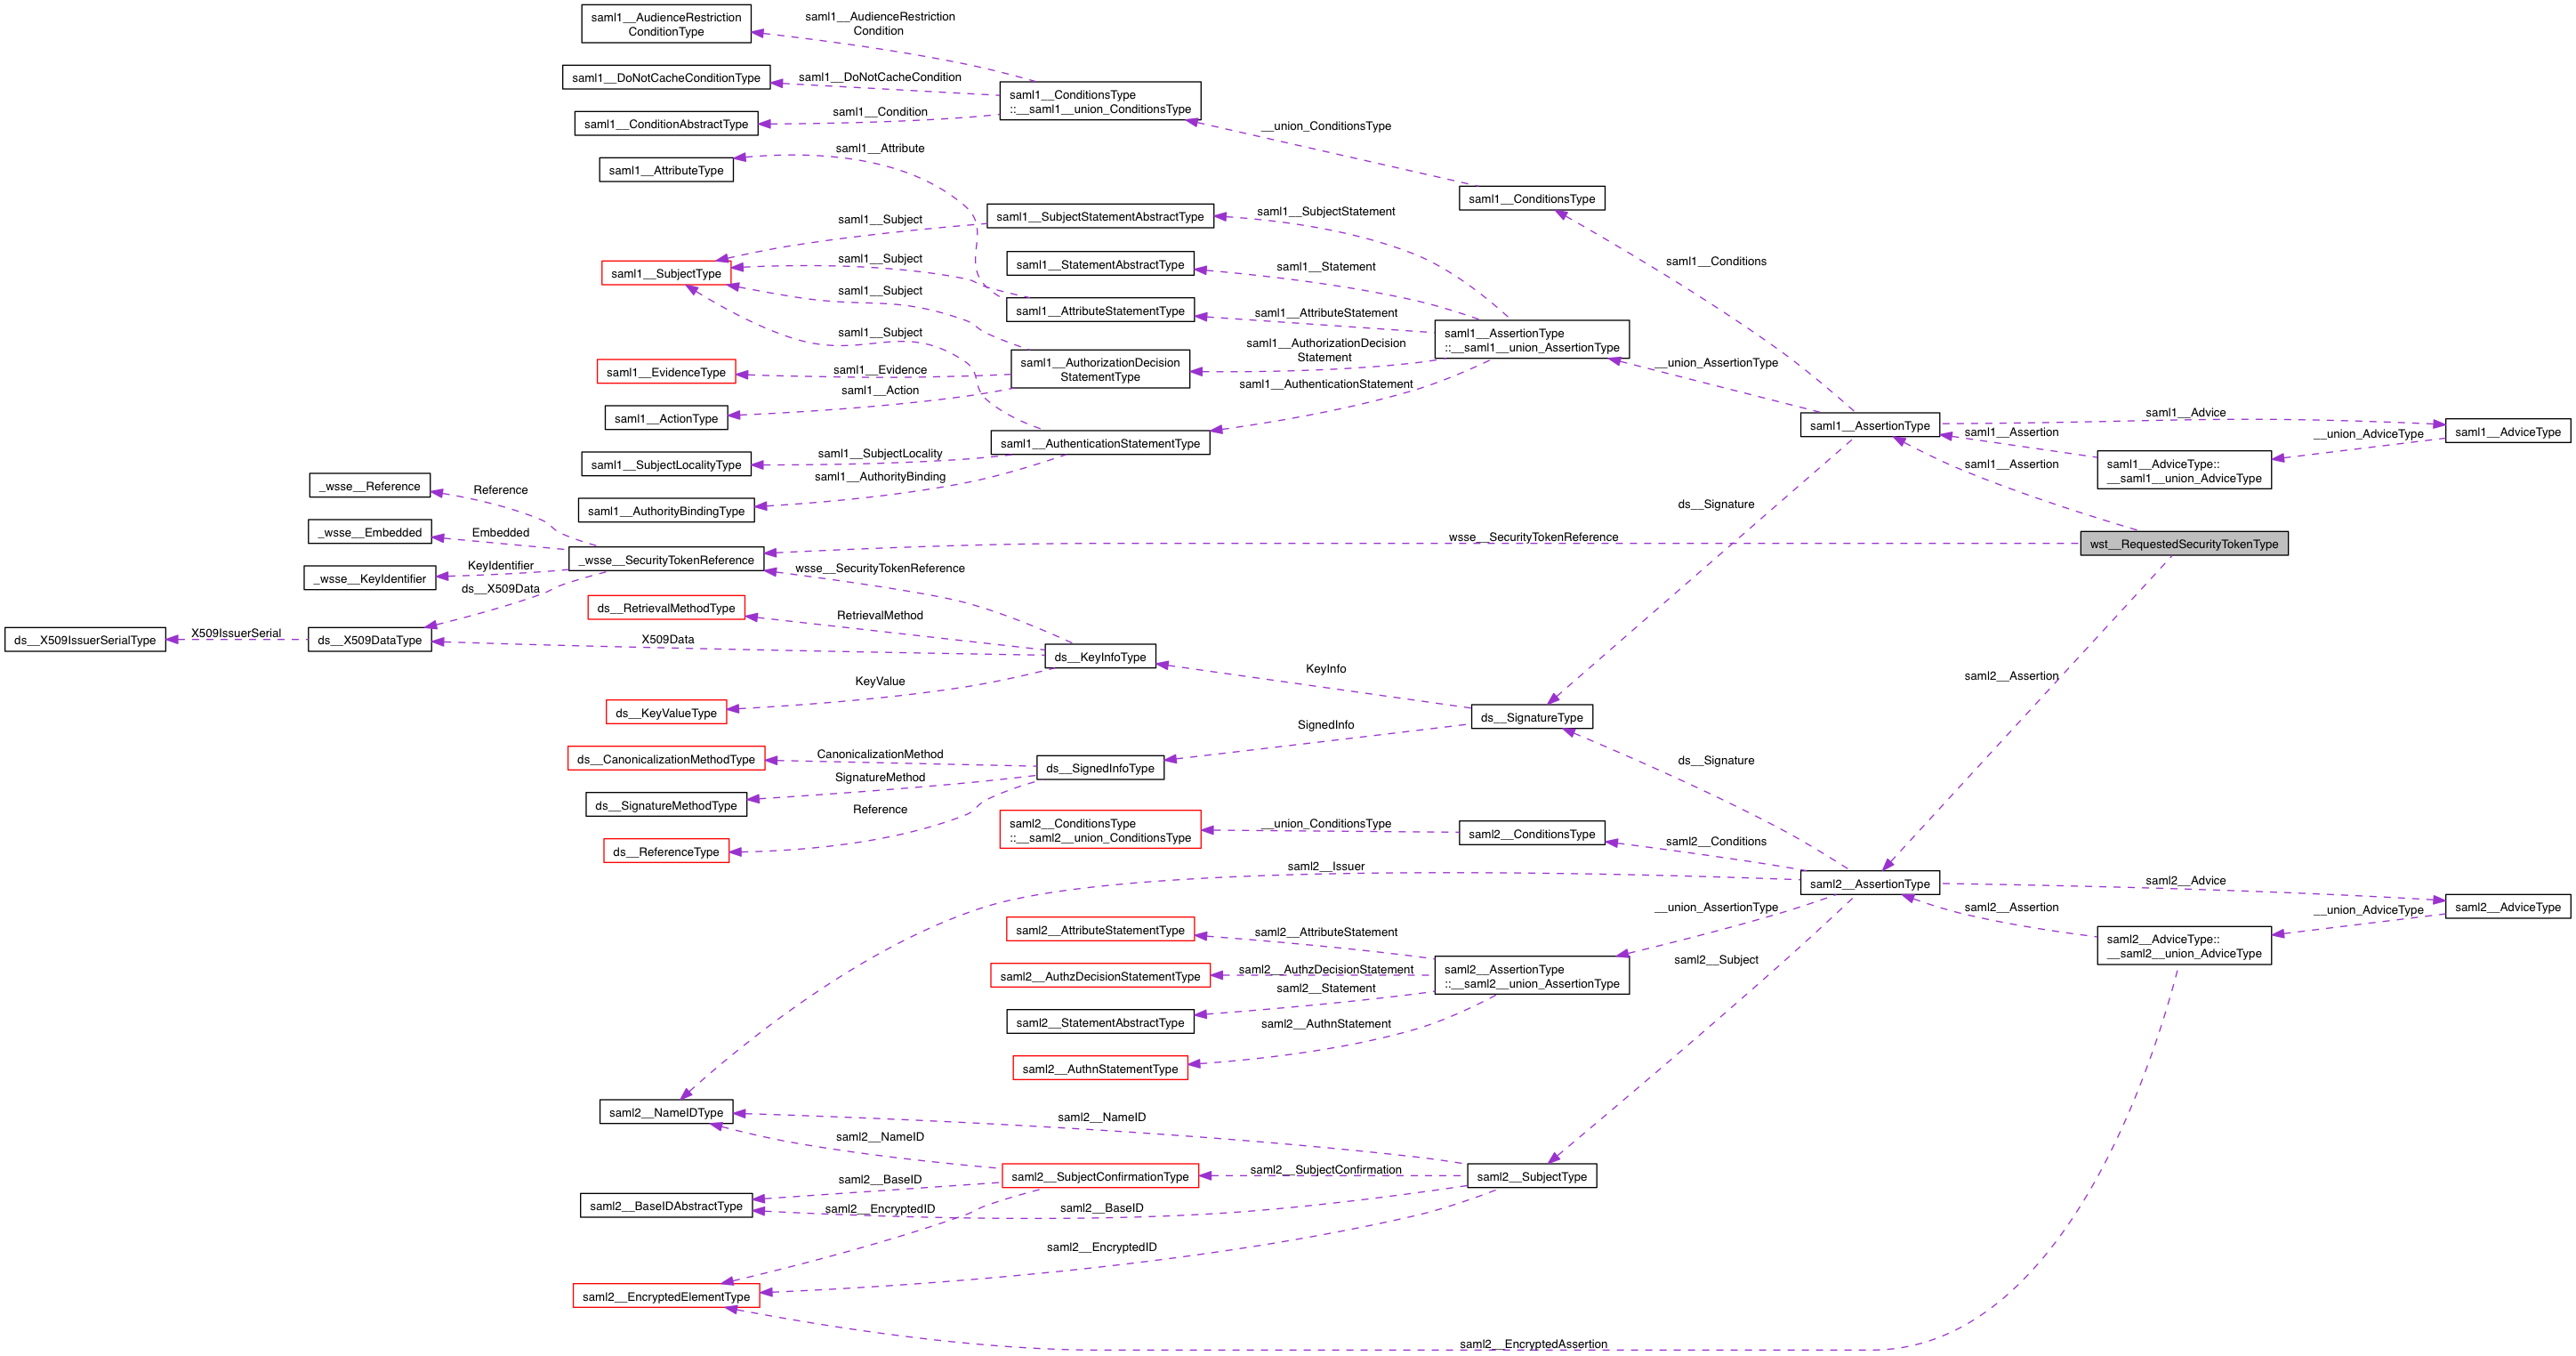 saml1__AudienceRestriction
ConditionType
saml1__AudienceRestriction
Condition
saml1__DoNotCacheConditionType
saml1__DoNotCacheCondition
saml1__ConditionsType
::__saml1__union_ConditionsType
saml1__ConditionAbstractType
saml1__Condition
__union_ConditionsType
saml1__AttributeType
saml1__Attribute
saml1__ConditionsType
saml1__Subject
saml1__SubjectStatementAbstractType
saml1__SubjectStatement
saml1__SubjectType
saml1__Subject
saml1__StatementAbstractType
saml1__Statement
saml1__Conditions
saml1__Subject
saml1__AttributeStatementType
saml1__AttributeStatement
saml1__Subject
saml1__AssertionType
::__saml1__union_AssertionType
saml1__AuthorizationDecision
Statement
saml1__EvidenceType
saml1__Evidence
saml1__AuthorizationDecision
StatementType
__union_AssertionType
saml1__ActionType
saml1__Action
saml1__AuthenticationStatement
saml1__AuthenticationStatementType
saml1__AssertionType
saml1__Advice
saml1__AdviceType
saml1__Assertion
__union_AdviceType
saml1__SubjectLocalityType
saml1__SubjectLocality
saml1__Assertion
saml1__AdviceType::
__saml1__union_AdviceType
saml1__AuthorityBinding
saml1__AuthorityBindingType
_wsse__Reference
Reference
ds__Signature
_wsse__Embedded
Embedded
wsse__SecurityTokenReference
wst__RequestedSecurityTokenType
_wsse__SecurityTokenReference
_wsse__KeyIdentifier
KeyIdentifier
wsse__SecurityTokenReference
ds__X509Data
ds__RetrievalMethodType
RetrievalMethod
ds__X509IssuerSerialType
X509IssuerSerial
ds__X509DataType
X509Data
ds__KeyInfoType
KeyInfo
saml2__Assertion
KeyValue
ds__KeyValueType
ds__SignatureType
SignedInfo
ds__CanonicalizationMethodType
CanonicalizationMethod
ds__SignedInfoType
ds__Signature
SignatureMethod
ds__SignatureMethodType
Reference
ds__ReferenceType
saml2__ConditionsType
::__saml2__union_ConditionsType
__union_ConditionsType
saml2__ConditionsType
saml2__Conditions
saml2__Issuer
saml2__AssertionType
saml2__Advice
saml2__AdviceType
__union_AssertionType
saml2__Assertion
__union_AdviceType
saml2__AttributeStatementType
saml2__AttributeStatement
saml2__AdviceType::
__saml2__union_AdviceType
saml2__AuthzDecisionStatementType
saml2__AuthzDecisionStatement
saml2__AssertionType
::__saml2__union_AssertionType
saml2__Subject
saml2__Statement
saml2__StatementAbstractType
saml2__AuthnStatement
saml2__AuthnStatementType
saml2__NameIDType
saml2__NameID
saml2__NameID
saml2__SubjectConfirmationType
saml2__SubjectConfirmation
saml2__SubjectType
saml2__BaseID
saml2__BaseIDAbstractType
saml2__EncryptedID
saml2__BaseID
saml2__EncryptedID
saml2__EncryptedElementType
saml2__EncryptedAssertion